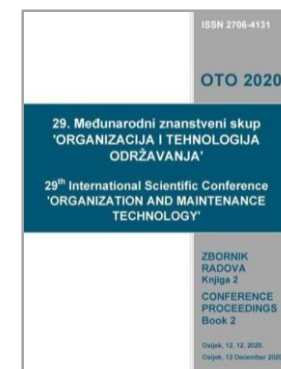 ISSN 2706-4131
OTO 2020
29. Međunarodni znanstveni skup
'ORGANIZACIJA I TEHNOLOGIJA
ODRŽAVANJA'
29th International Scientific Conference
'ORGANIZATION AND MAINTENANCE
TECHNOLOGY'
ZBORNIK
RADOVA
Knjiga 2
CONFERENCE
PROCEEDINGS
Book 2
Osijek, 12. 12. 2020.
Osijek, 12 December 2020